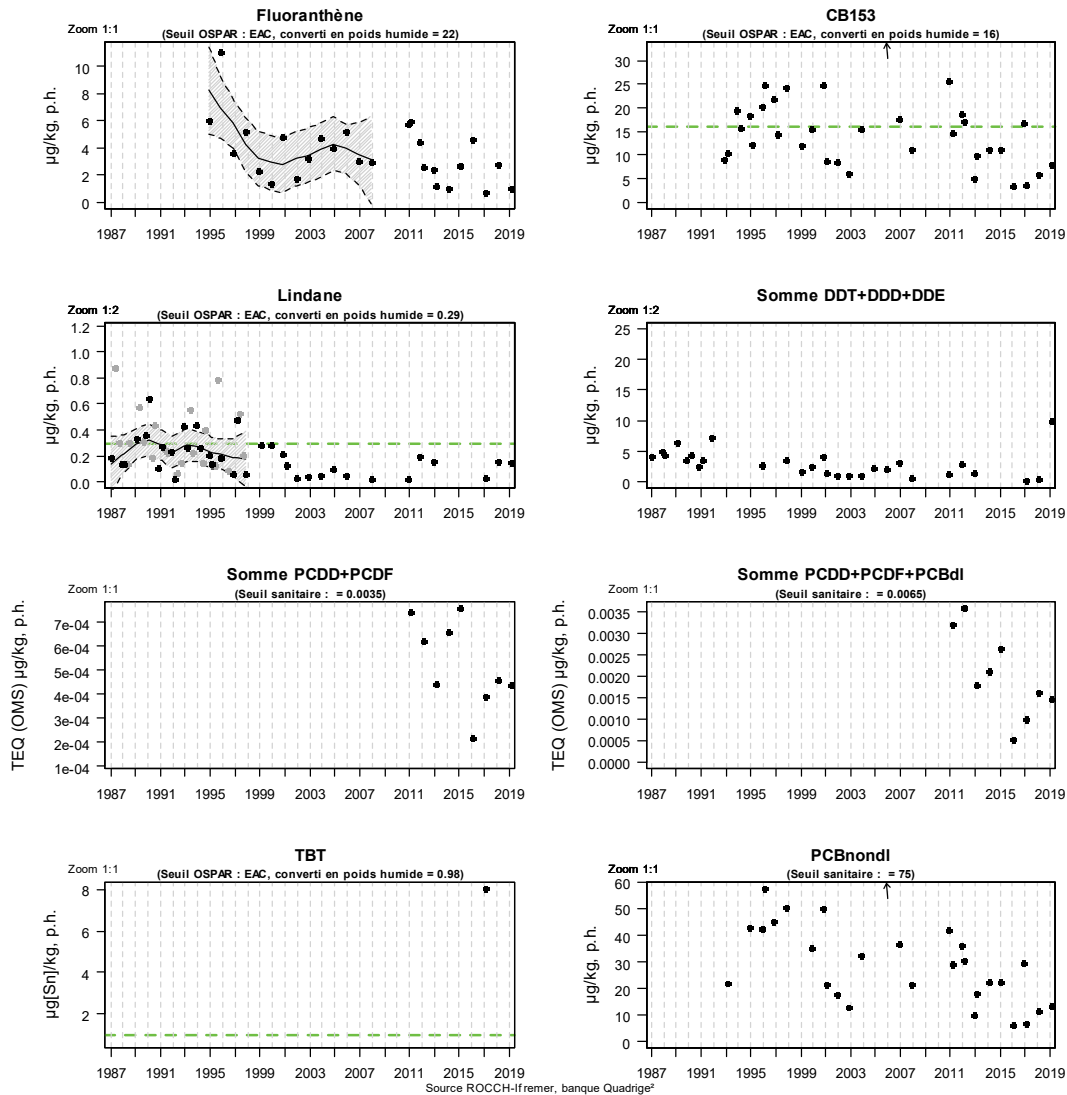 Fluoranthène
Zoom 1:1
(Seuil OSPAR : EAC, converti en poids humide = 22)
µg/kg, p.h.
10
8
6
4
2
0
1987 1991 1995 1999 2003 2007 2011 2015 2019
CB153
Zoom 1:1
(Seuil OSPAR : EAC, converti en poids humide = 16)
µg/kg, p.h.
30
25
20
15
10
5
0
1987 1991 1995 1999 2003 2007 2011 2015 2019
Lindane
Zoom 1:2
(Seuil OSPAR : EAC, converti en poids humide = 0.29)
µg/kg, p.h.
1.2
1.0
0.8
0.6
0.4
0.2
0.0
1987 1991 1995 1999 2003 2007 2011 2015 2019
Somme DDT+DDD+DDE
Zoom 1:2
µg/kg, p.h.
25
20
15
10
5
0
1987 1991 1995 1999 2003 2007 2011 2015 2019
Somme PCDD+PCDF
Zoom 1:1
(Seuil sanitaire : = 0.0035)
TEQ (OMS) µg/kg, p.h.
7e-04
6e-04
5e-04
4e-04
3e-04
2e-04
1e-04
1987 1991 1995 1999 2003 2007 2011 2015 2019
Somme PCDD+PCDF+PCBdl
Zoom 1:1
(Seuil sanitaire : = 0.0065)
TEQ (OMS) µg/kg, p.h.
0.0035
0.0030
0.0025
0.0020
0.0015
0.0010
0.0005
0.0000
1987 1991 1995 1999 2003 2007 2011 2015 2019
TBT
Zoom 1:1
(Seuil OSPAR : EAC, converti en poids humide = 0.98)
µg[Sn]/kg, p.h.
8
6
4
2
1987 1991 1995 1999 2003 2007 2011 2015 2019
PCBnondl
Zoom 1:1
(Seuil sanitaire : = 75)
µg/kg, p.h.
60
50
40
30
20
10
0
1987 1991 1995 1999 2003 2007 2011 2015 2019
Source ROCCH-Ifremer, banque Quadrige²